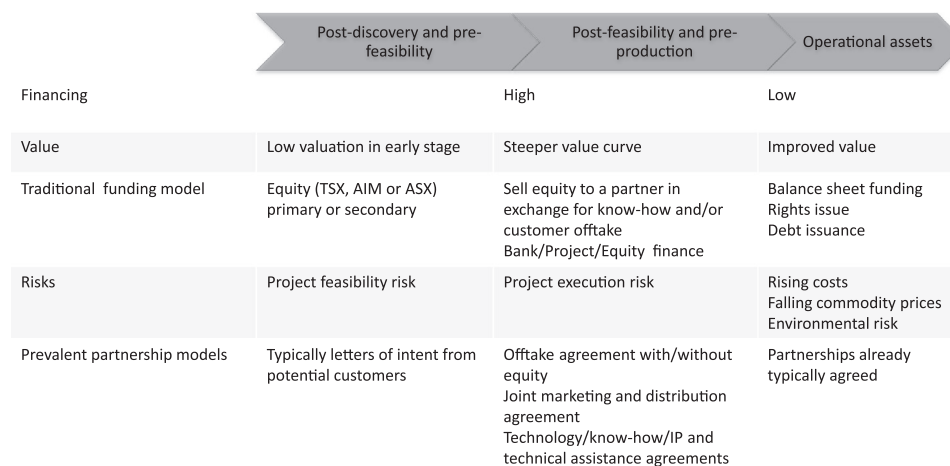 Post-discovery and pre-
feasibility
Post-feasibility and pre-
production
Operational assets
Financing
High
Low
Value
Low valuation in early stage
Steeper value curve
Improved value
Traditional funding model
Equity (TSX, AIM or ASX)
primary or secondary
Sell equity to a partner in
exchange for know-how and/or
customer offtake
Bank/Project/Equity finance
Balance sheet funding
Rights issue
Debt issuance
Risks
Project feasibility risk
Project execution risk
Rising costs
Falling commodity prices
Environmental risk
Prevalent partnership models
Typically letters of intent from
potential customers
Offtake agreement with/without
equity
Joint marketing and distribution
agreement
Technology/know-how/IP and
technical assistance agreements
Partnerships already
typically agreed